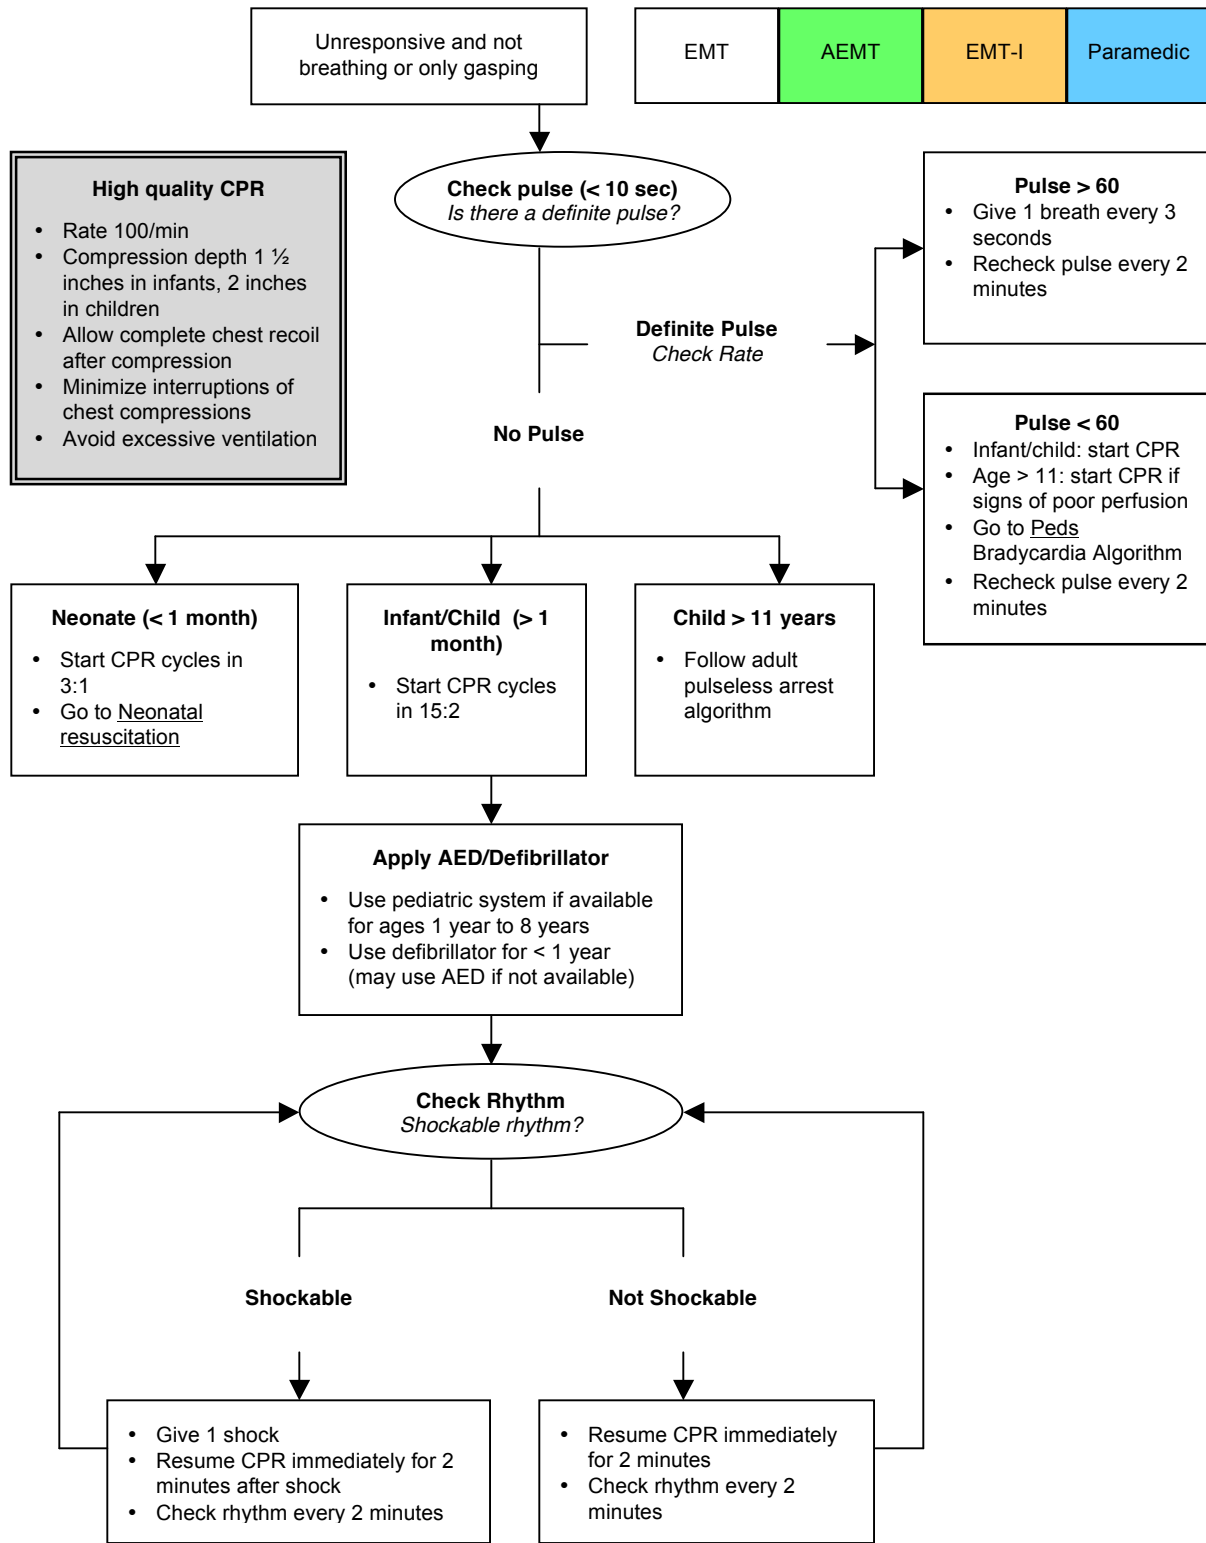 Unresponsive and not
breathing or only gasping
EMT
AEMT
EMT-I
Paramedic
High quality CPR
• Rate 100/min
• Compression depth 1 ½
inches in infants, 2 inches
in children
• Allow complete chest recoil
after compression
• Minimize interruptions of
chest compressions
• Avoid excessive ventilation
Check pulse (< 10 sec)
Is there a definite pulse?
Pulse > 60
• Give 1 breath every 3
seconds
• Recheck pulse every 2
minutes
Definite Pulse
Check Rate
Pulse < 60
• Infant/child: start CPR
• Age > 11: start CPR if
signs of poor perfusion
• Go to Peds
Bradycardia Algorithm
• Recheck pulse every 2
minutes
No Pulse
Neonate (< 1 month)
• Start CPR cycles in
3:1
• Go to Neonatal
resuscitation
Infant/Child (> 1
month)
• Start CPR cycles
in 15:2
Child > 11 years
• Follow adult
pulseless arrest
algorithm
Apply AED/Defibrillator
• Use pediatric system if available
for ages 1 year to 8 years
• Use defibrillator for < 1 year
(may use AED if not available)
Check Rhythm
Shockable rhythm?
Shockable
Not Shockable
• Give 1 shock
• Resume CPR immediately for 2
minutes after shock
• Check rhythm every 2 minutes
• Resume CPR immediately
for 2 minutes
• Check rhythm every 2
minutes